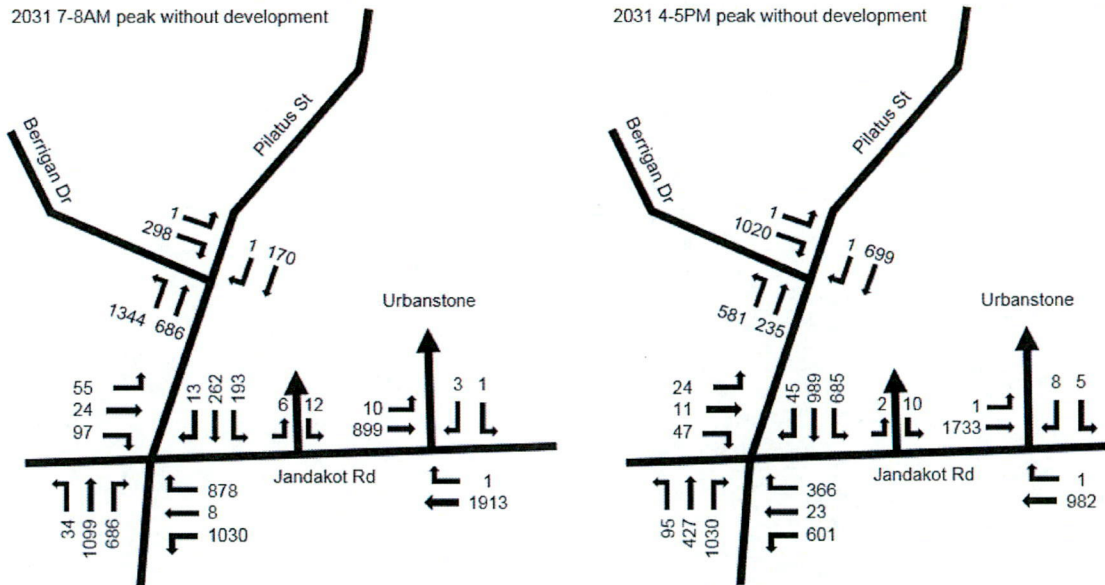 2031 7-8AM peak without development
Berrigan Dr
Pilatus St
1
298
1 170
1344 686
Urbanstone
55
24
97
13 262 193
6 12
10
899
3 1
Jandakot Rd
34 1099 686
878
8
1030
1
1913
2031 4-5PM peak without development
Berrigan Dr
Pilatus St
1
1020
1 699
581 235
Urbanstone
24
11
47
45 989 685
2 10
1
1733
8 5
Jandakot Rd
95 427 1030
366
23
601
1
982